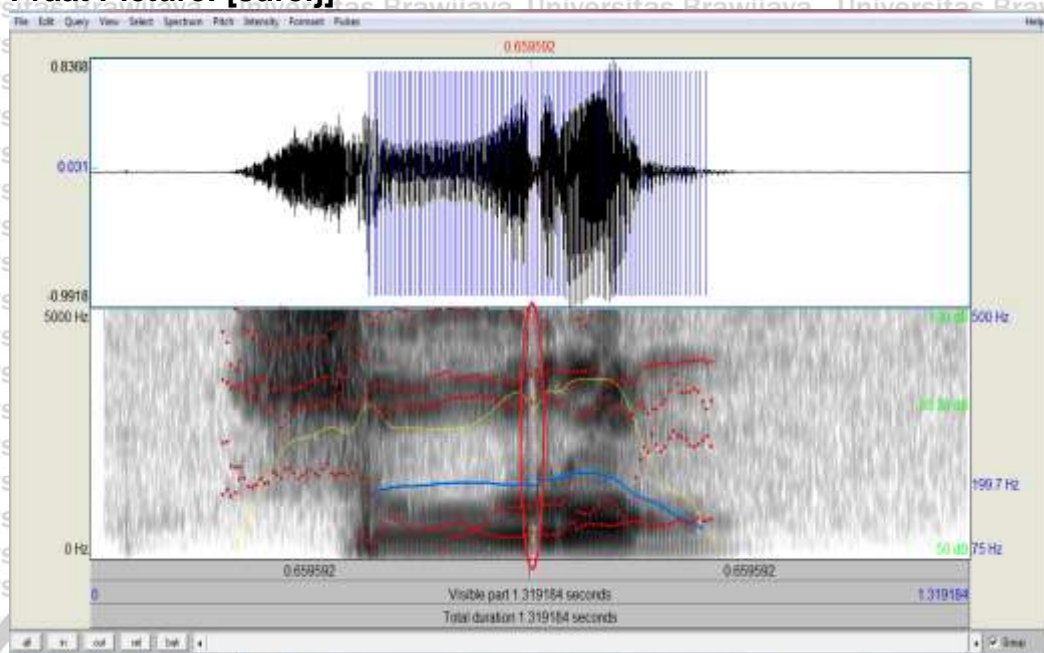 File Edit Query View Select Spectrum Pitch Intensity Formant Pulses Help
0.659592
0.8368
0.031
-0.9918
5000 Hz
500 Hz
199.7 Hz
0 Hz
50 dB 75 Hz
0.659592 0.659592
0 Visible part 1.319184 seconds 1.319184
Total duration 1.319184 seconds
all in out sel bak Group